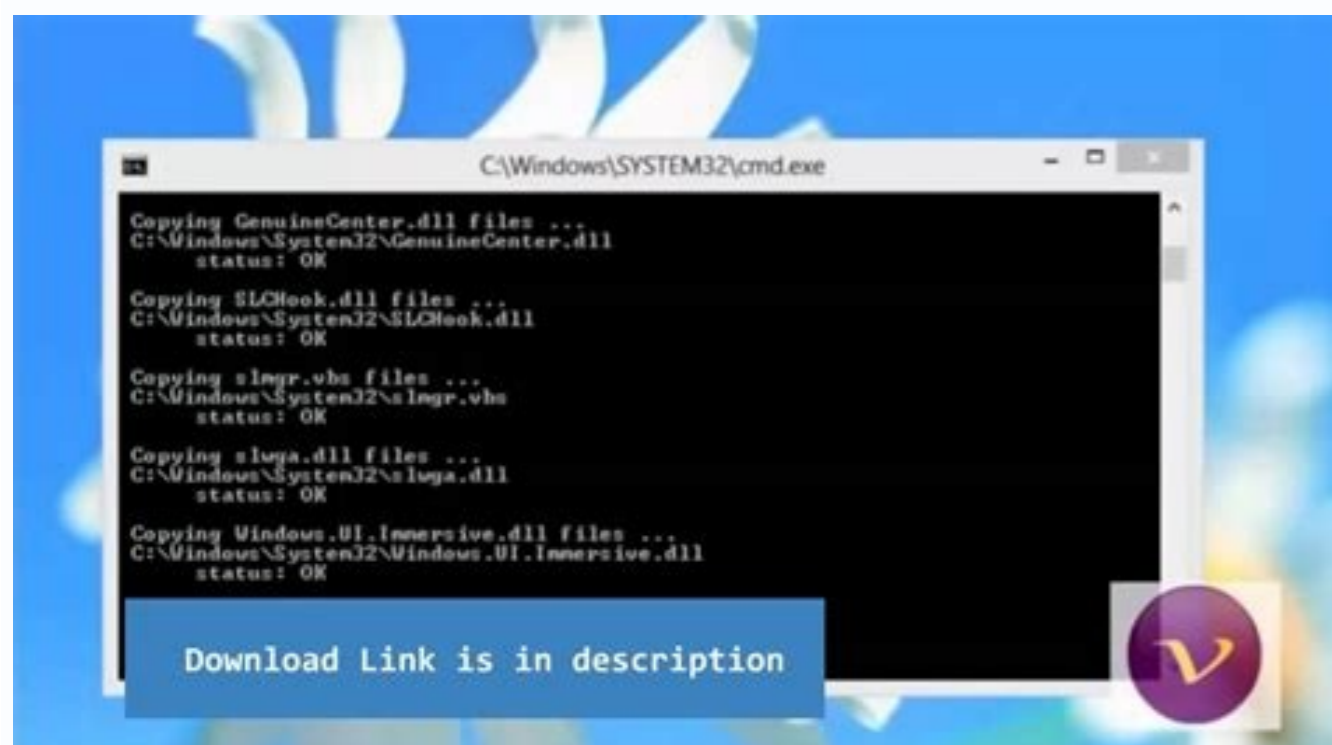 C:\Windows\SYSTEM32\cmd.exe
Copying GenuineCenter.dll files ...
C:\Windows\System32\GenuineCenter.dll
status: OK
Copying SLCHook.dll files ...
C:\Windows\System32\SLCHook.dll
status: OK
Copying slmgr.vbs files ...
C:\Windows\System32\slmgr.vbs
status: OK
Copying slwga.dll files ...
C:\Windows\System32\slwga.dll
status: OK
Copying Windows.UI.Immersive.dll files ...
C:\Windows\System32\Windows.UI.Immersive.dll
status: OK
Download Link is in description
V